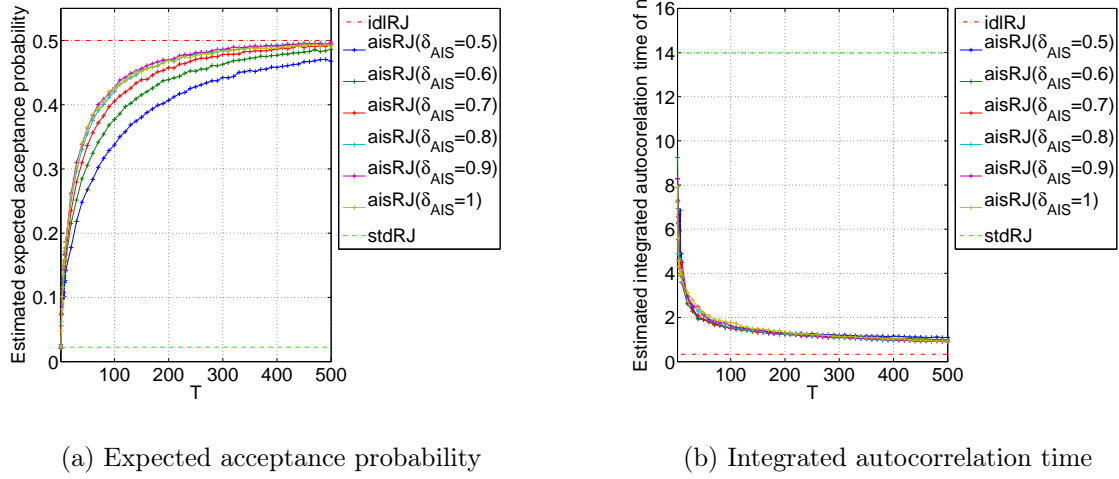 Estimated expected acceptance probability
0.5
0.4
0.3
0.2
0.1
0
100
200
300
400
500
T
idlRJ
aisRJ(δAIS=0.5)
aisRJ(δAIS=0.6)
aisRJ(δAIS=0.7)
aisRJ(δAIS=0.8)
aisRJ(δAIS=0.9)
aisRJ(δAIS=1)
stdRJ
(a) Expected acceptance probability
Estimated integrated autocorelation time of
16
14
12
10
8
6
4
2
0
100
200
300
400
500
T
idlRJ
aisRJ(δAIS=0.5)
aisRJ(δAIS=0.6)
aisRJ(δAIS=0.7)
aisRJ(δAIS=0.8)
aisRJ(δAIS=0.9)
aisRJ(δAIS=1)
stdRJ
(b) Integrated autocorrelation time